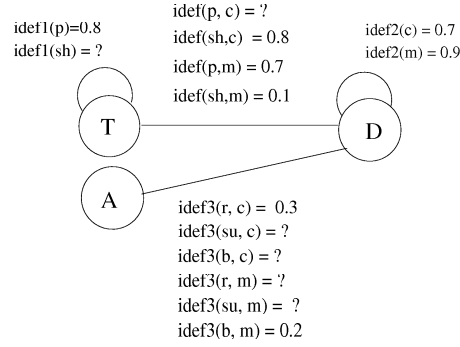 idef1(p)=0.8
idef1(sh) = ?
idef(p, c) = ?
idef(sh,c) = 0.8
idef(p,m) = 0.7
idef(sh,m) = 0.1
idef2(c) = 0.7
idef2(m) = 0.9
T
D
A
idef3(r, c) = 0.3
idef3(su, c) = ?
idef3(b, c) = ?
idef3(r, m) = ?
idef3(su, m) = ?
idef3(b, m) = 0.2